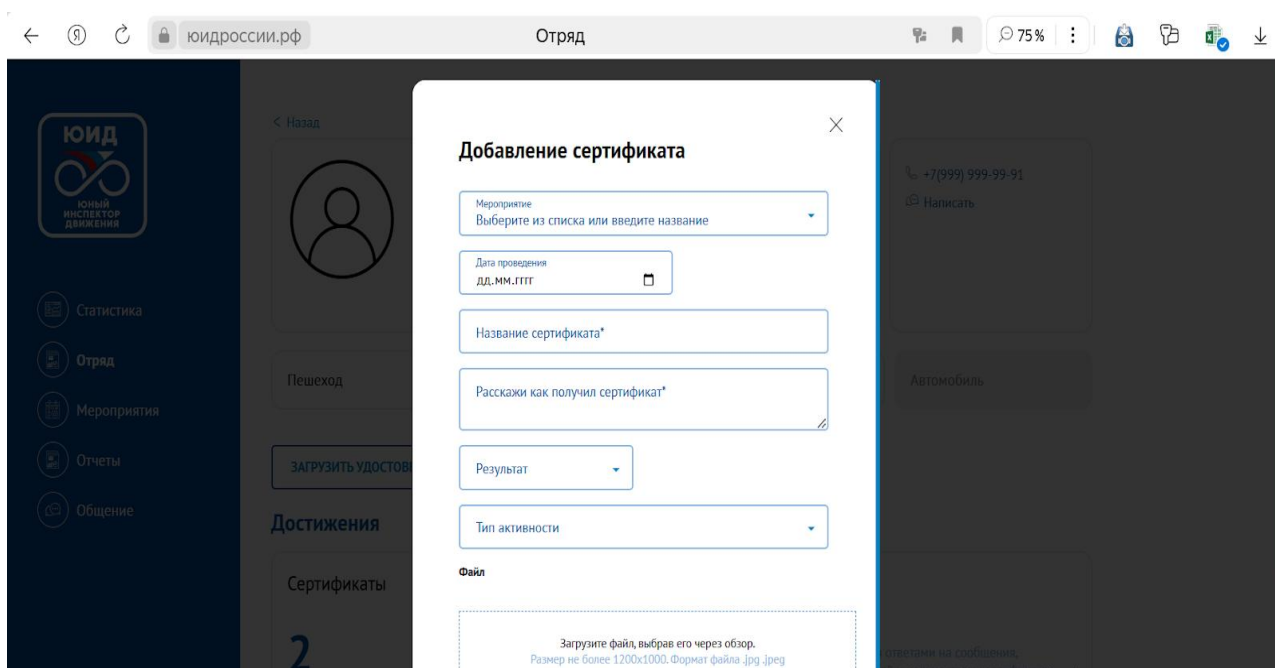 юидроссии.рф
Отряд
75 %
ЮИД
ЮНЫЙ
ИНСПЕКТОР
ДВИЖЕНИЯ
Статистика
Отряд
Мероприятия
Отчеты
Общение
< Назад
+7(999) 999-99-91
Написать
Пешеход
Автомобиль
ЗАГРУЗИТЬ УДОСТОВ
Достижения
Сертификаты
2
Добавление сертификата
Мероприятие
Выберите из списка или введите название
Дата проведения
дд.мм.гггг
Название сертификата*
Расскажи как получил сертификат*
Результат
Тип активности
Файл
Загрузите файл, выбрав его через обзор.
Размер не более 1200x1000. Формат файла .jpg .jpeg
ответами на сообщения,